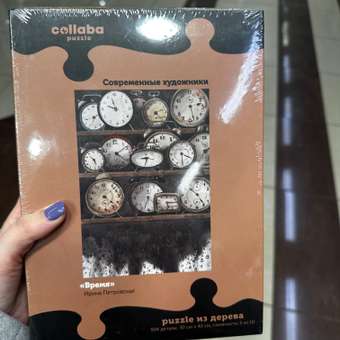 collaba
puzzle
Современные художники
«Время»
Ирина Петровская
puzzle из дерева